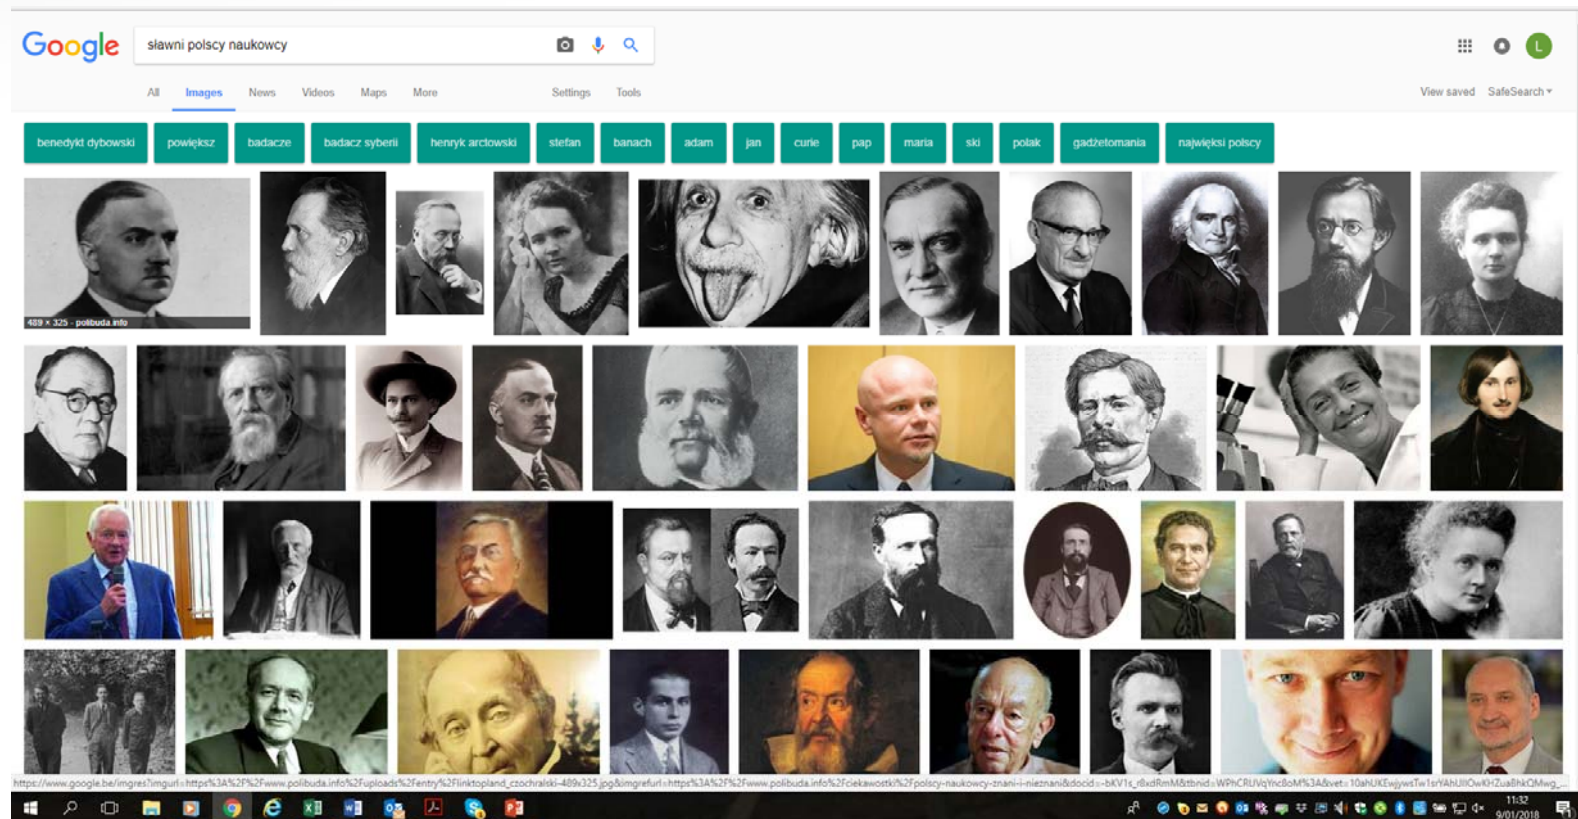 Google
sławni polscy naukowcy
L
All Images News Videos Maps More Settings Tools
View saved SafeSearch
benedykt dybowski powiększ badacze badacz syberii henryk arctowski stefan banach adam jan curie pap maria ski polak gadżetomania najwięksi polscy
489 × 325 - polibuda.info
11:32
9/01/2018